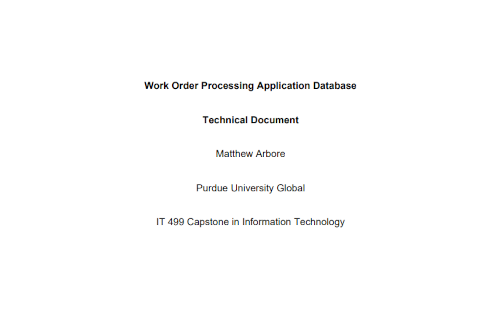 Work Order Processing Application Database
Technical Document
Matthew Arbore
Purdue University Global
IT 499 Capstone in Information Technology